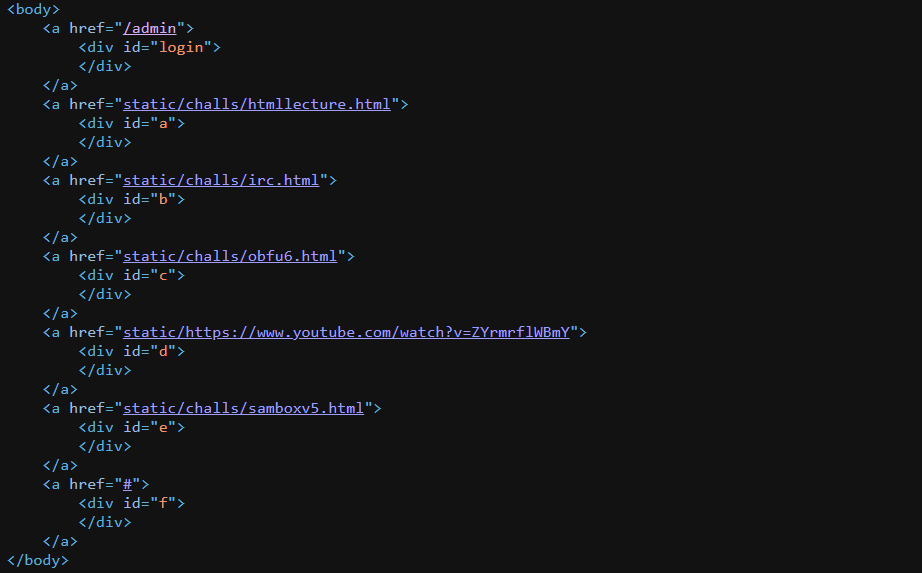 <body>
<a href="/admin">
<div id="login">
</div>
</a>
<a href="static/challs/htmllecture.html">
<div id="a">
</div>
</a>
<a href="static/challs/irc.html">
<div id="b">
</div>
</a>
<a href="static/challs/obfu6.html">
<div id="c">
</div>
</a>
<a href="static/https://www.youtube.com/watch?v=ZYrmrflWBmY">
<div id="d">
</div>
</a>
<a href="static/challs/samboxv5.html">
<div id="e">
</div>
</a>
<a href="#">
<div id="f">
</div>
</a>
</body>